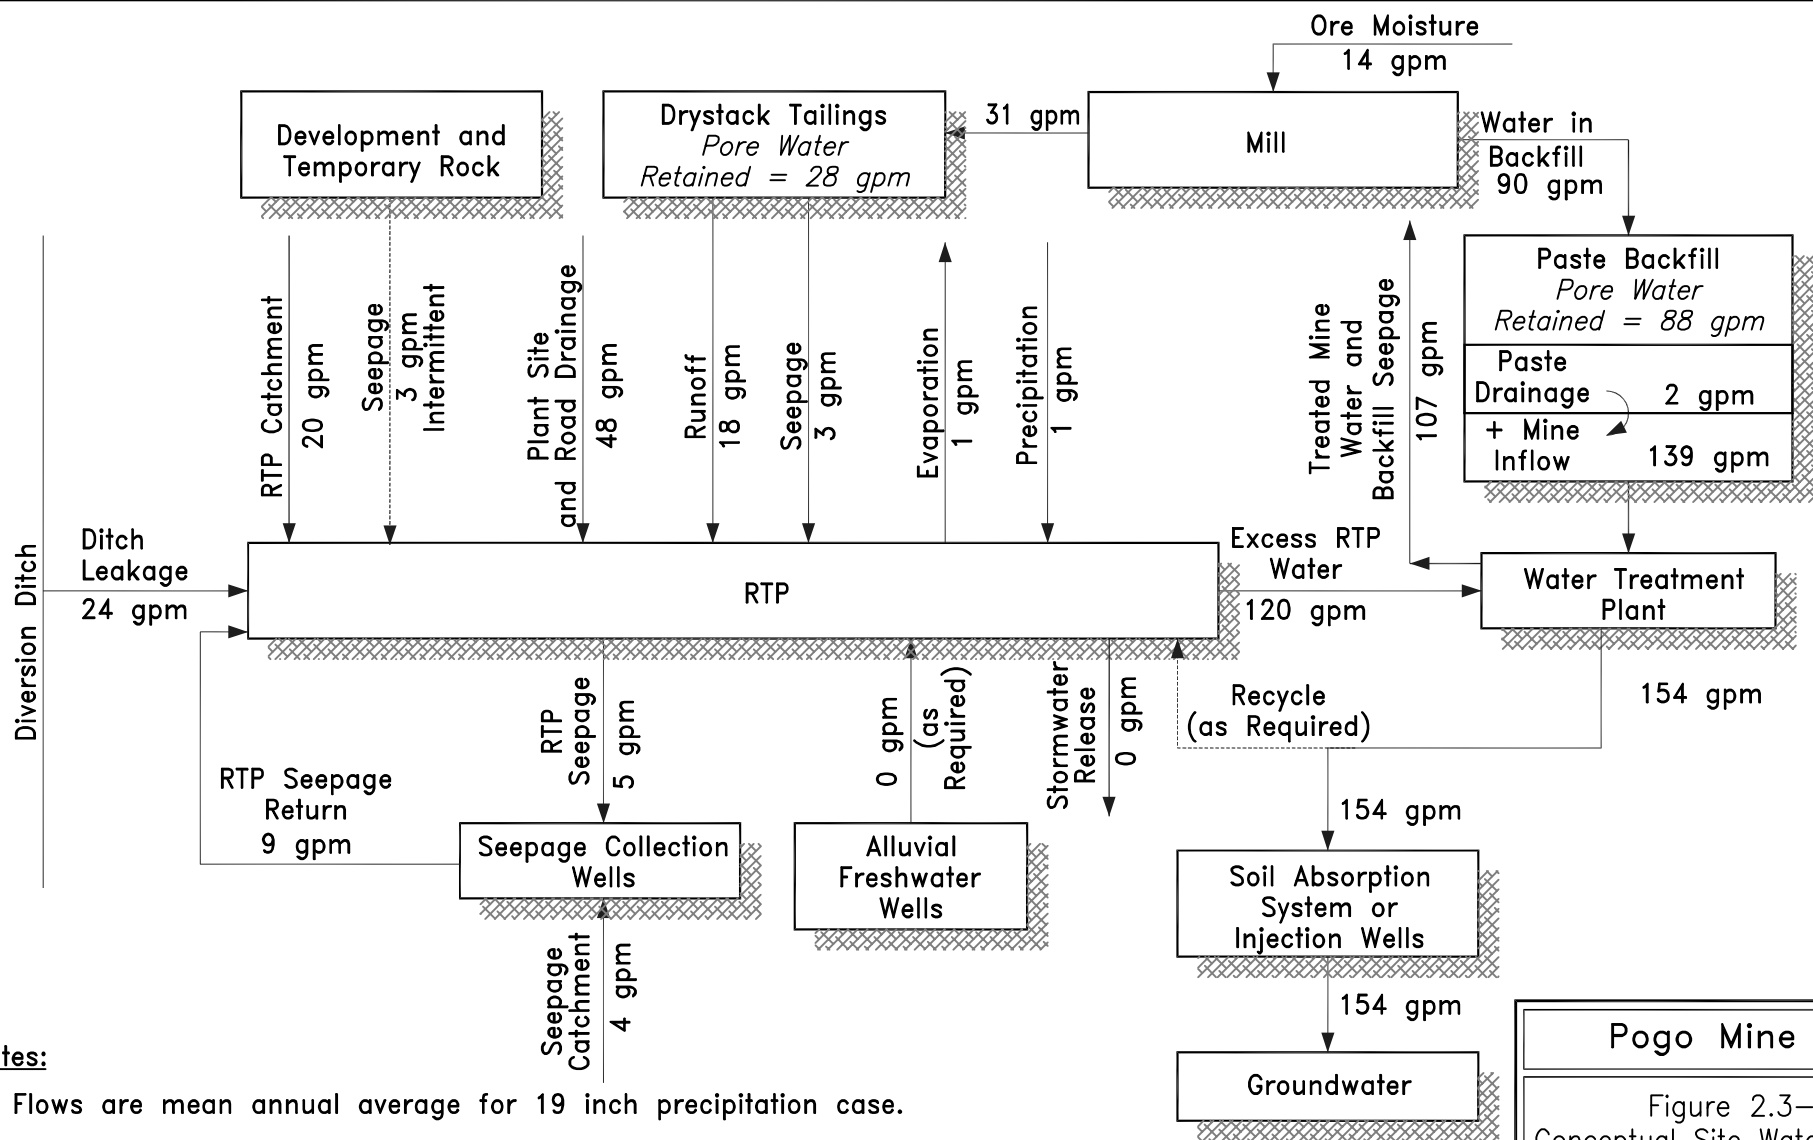 Ore Moisture
14 gpm
Development and
Temporary Rock
Drystack Tailings
Pore Water
Retained = 28 gpm
31 gpm
Mill
Water in
Backfill
90 gpm
Paste Backfill
Pore Water
Retained = 88 gpm
Paste
Drainage
2 gpm
+ Mine
Inflow
139 gpm
RTP Catchment
20 gpm
Seepage
3 gpm
Intermittent
Plant Site
and Road Drainage
48 gpm
Runoff
18 gpm
Seepage
3 gpm
Evaporation
1 gpm
Precipitation
1 gpm
Treated Mine
Water and
Backfill Seepage
107 gpm
Diversion Ditch
Ditch
Leakage
24 gpm
RTP
Excess RTP
Water
120 gpm
Water Treatment
Plant
154 gpm
RTP
Seepage
5 gpm
0 gpm
(as
Required)
Stormwater
Release
0 gpm
Recycle
(as Required)
RTP Seepage
Return
9 gpm
Seepage Collection
Wells
Alluvial
Freshwater
Wells
154 gpm
Soil Absorption
System or
Injection Wells
Seepage
Catchment
4 gpm
154 gpm
Groundwater
tes:
Flows are mean annual average for 19 inch precipitation case.
Pogo Mine
Figure 2.3–
Conceptual Site Wate